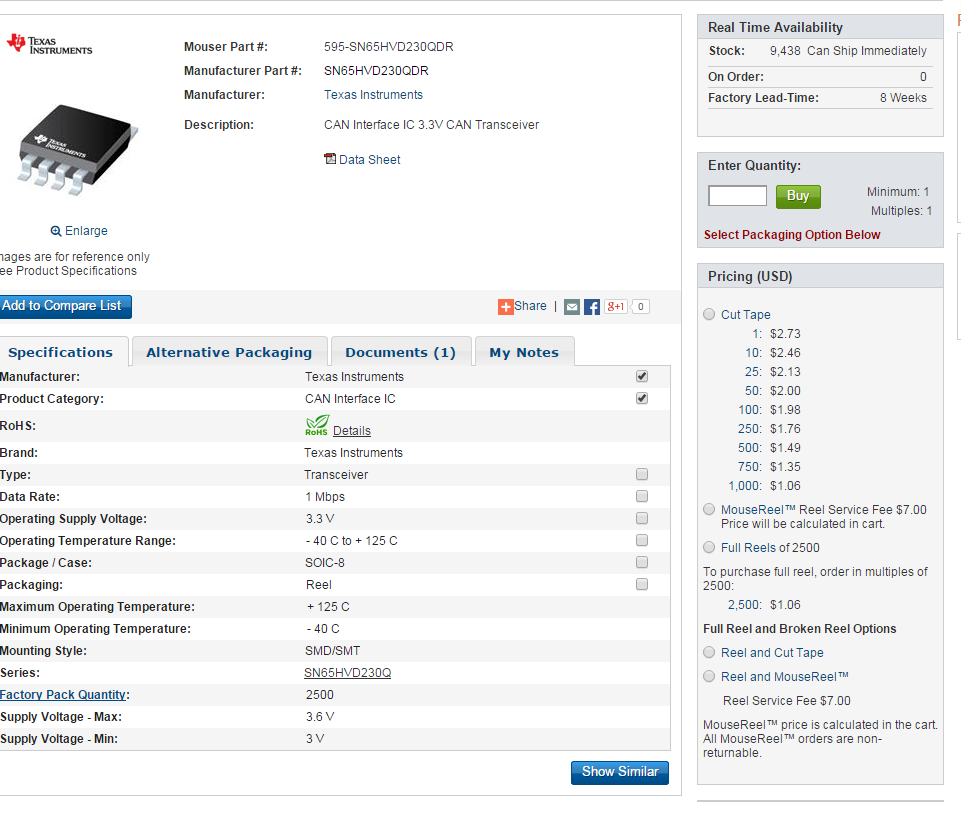 TEXAS
INSTRUMENTS
TEXAS
INSTRUMENTS
Enlarge
mages are for reference only
ee Product Specifications
Mouser Part #: 595-SN65HVD230QDR
Manufacturer Part #: SN65HVD230QDR
Manufacturer: Texas Instruments
Description: CAN Interface IC 3.3V CAN Transceiver
Data Sheet
Add to Compare List
Share | f g+1 0
Specifications Alternative Packaging Documents (1) My Notes
Manufacturer: Texas Instruments
Product Category: CAN Interface IC
RoHS: RoHS Details
Brand: Texas Instruments
Type: Transceiver
Data Rate: 1 Mbps
Operating Supply Voltage: 3.3 V
Operating Temperature Range: - 40 C to + 125 C
Package / Case: SOIC-8
Packaging: Reel
Maximum Operating Temperature: + 125 C
Minimum Operating Temperature: - 40 C
Mounting Style: SMD/SMT
Series: SN65HVD230Q
Factory Pack Quantity: 2500
Supply Voltage - Max: 3.6 V
Supply Voltage - Min: 3 V
Show Similar
Real Time Availability
Stock: 9,438 Can Ship Immediately
On Order: 0
Factory Lead-Time: 8 Weeks
Enter Quantity:
Buy
Minimum: 1
Multiples: 1
Select Packaging Option Below
Pricing (USD)
Cut Tape
1: $2.73
10: $2.46
25: $2.13
50: $2.00
100: $1.98
250: $1.76
500: $1.49
750: $1.35
1,000: $1.06
MouseReel™ Reel Service Fee $7.00
Price will be calculated in cart.
Full Reels of 2500
To purchase full reel, order in multiples of
2500:
2,500: $1.06
Full Reel and Broken Reel Options
Reel and Cut Tape
Reel and MouseReel™
Reel Service Fee $7.00
MouseReel™ price is calculated in the cart.
All MouseReel™ orders are non-
returnable.